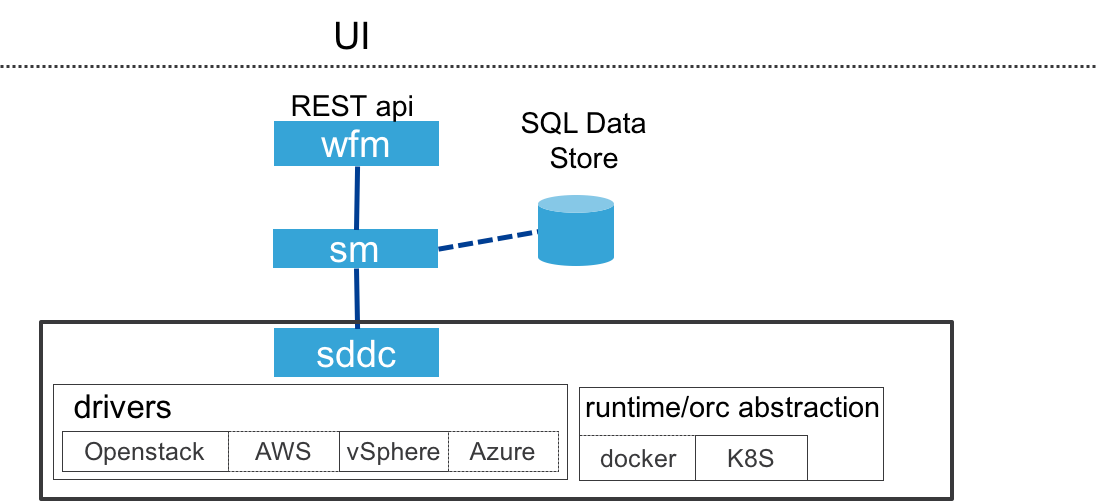 UI
REST api
wfm
SQL Data
Store
sm
sddc
drivers
Openstack AWS vSphere Azure
runtime/orc abstraction
docker K8S